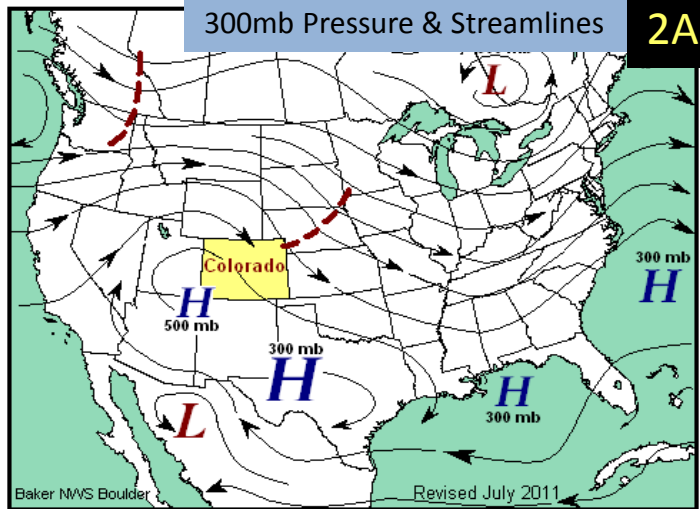 300mb Pressure & Streamlines
2A
L
Colorado
H
500 mb
300 mb
H
300 mb
H
H
300 mb
L
Baker NWS Boulder
Revised July 2011